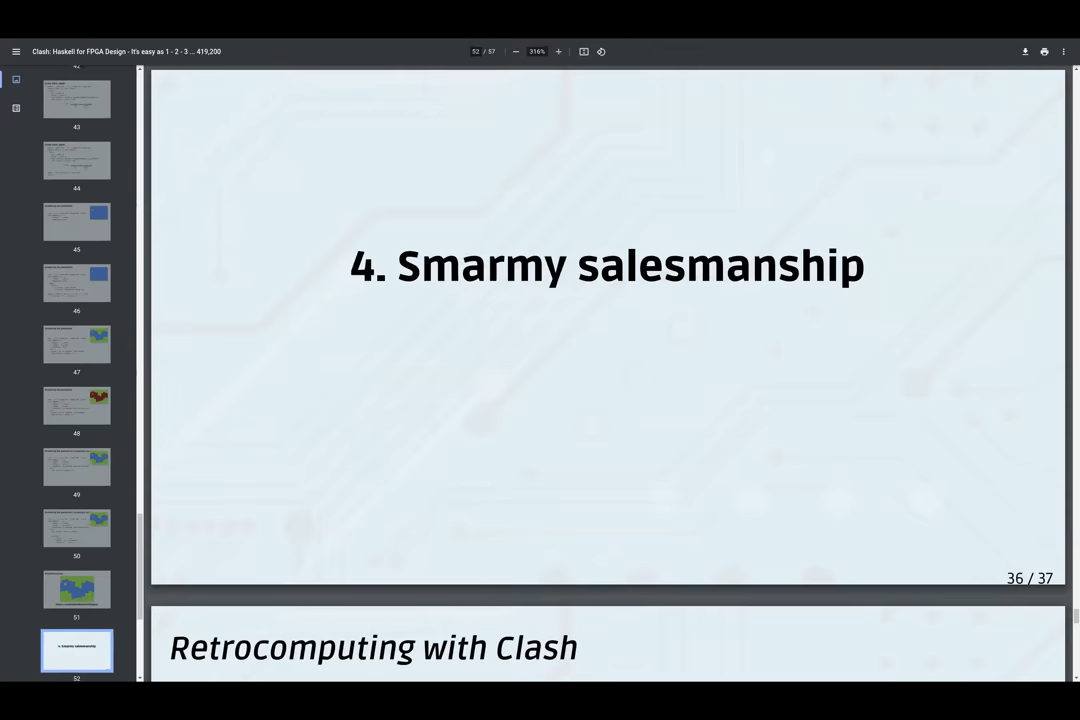 Clash: Haskell for FPGA Design - It's easy as 1 - 2 - 3 ... 419,200
52 / 57
316%
43
44
45
46
47
48
49
50
51
52
4. Smarmy salesmanship
36 / 37
Retrocomputing with Clash